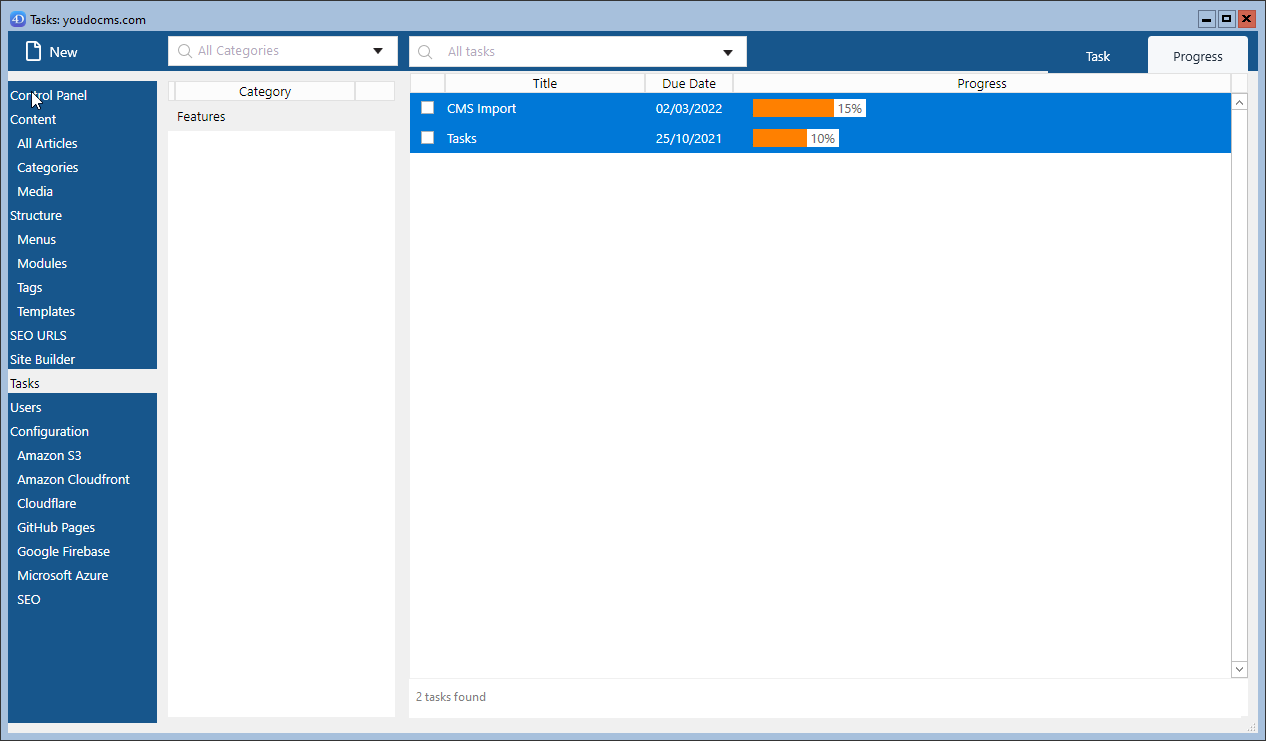 4D Tasks: youdocms.com
New
All Categories
All tasks
Task
Progress
Control Panel
Content
All Articles
Categories
Media
Structure
Menus
Modules
Tags
Templates
SEO URLS
Site Builder
Tasks
Users
Configuration
Amazon S3
Amazon Cloudfront
Cloudflare
GitHub Pages
Google Firebase
Microsoft Azure
SEO
Category
Features
Title Due Date Progress
CMS Import 02/03/2022 15%
Tasks 25/10/2021 10%
2 tasks found